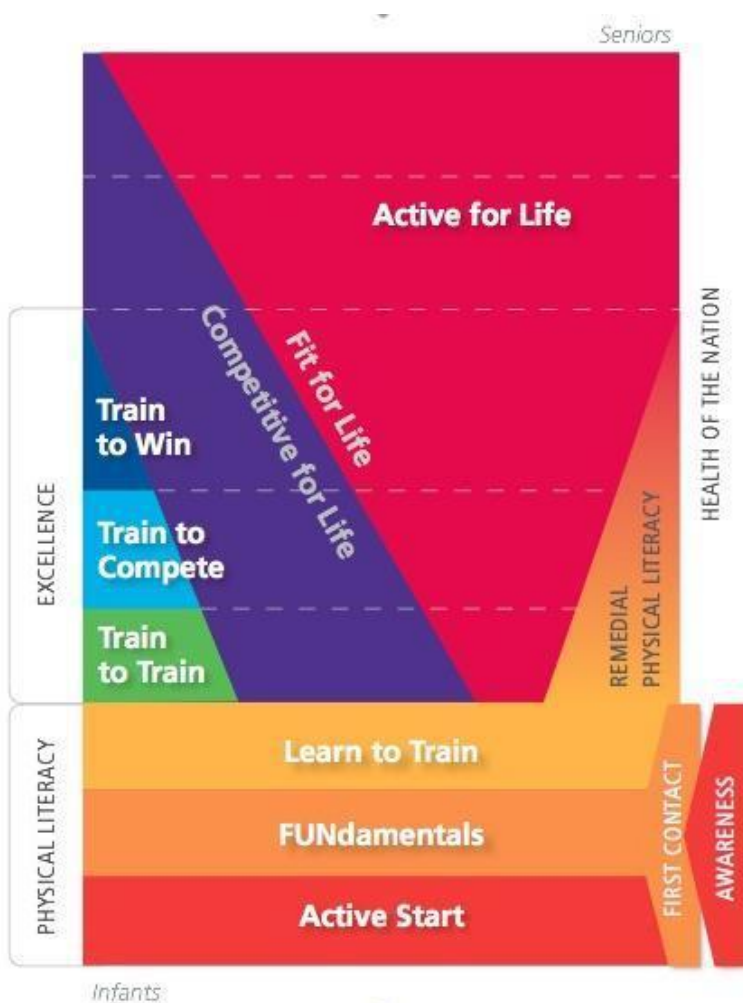 Seniors
Active for Life
Fit for Life
Competitive for Life
HEALTH OF THE NATION
EXCELLENCE
Train
to Win
Train to
Compete
Train
to Train
REMEDIAL
PHYSICAL LITERACY
PHYSICAL LITERACY
Learn to Train
FUNdamentals
Active Start
FIRST CONTACT
AWARENESS
Infants